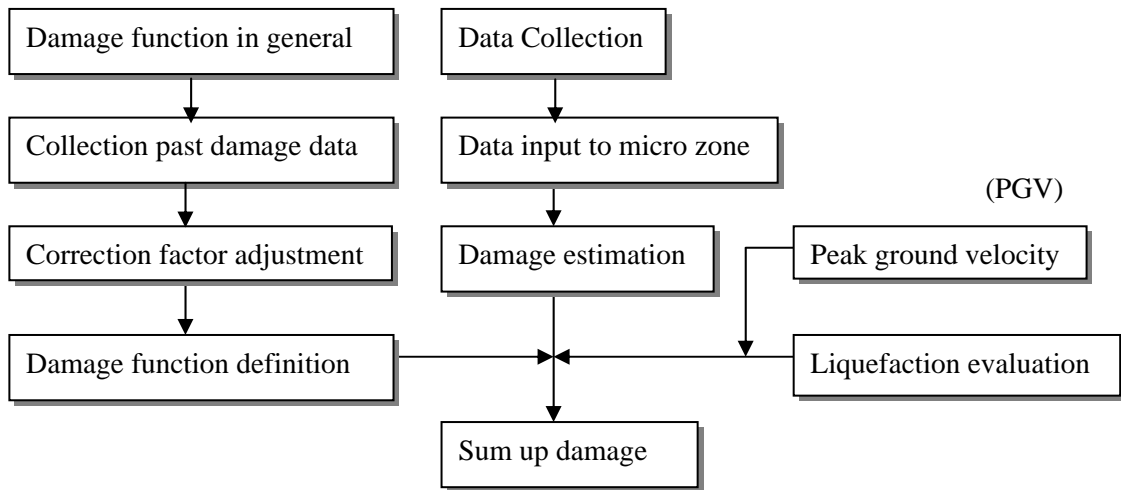 Damage function in general
Data Collection
Collection past damage data
Data input to micro zone
(PGV)
Correction factor adjustment
Damage estimation
Peak ground velocity
Damage function definition
Liquefaction evaluation
Sum up damage